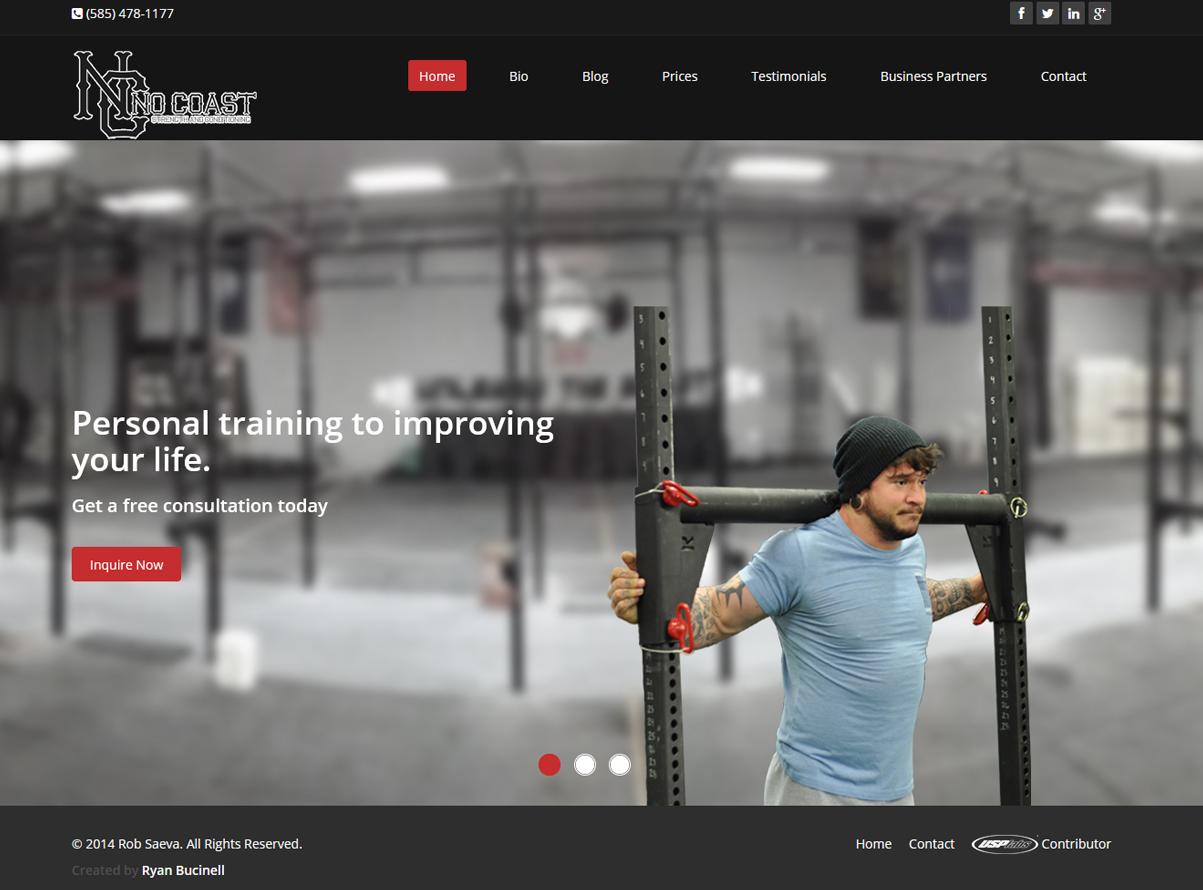 (585) 478-1177
NC NO COAST
STRENGTH AND CONDITIONING
Home Bio Blog Prices Testimonials Business Partners Contact
Personal training to improving
your life.
Get a free consultation today
Inquire Now
© 2014 Rob Saeva. All Rights Reserved.
Home Contact USPlabs Contributor
Created by Ryan Bucinell